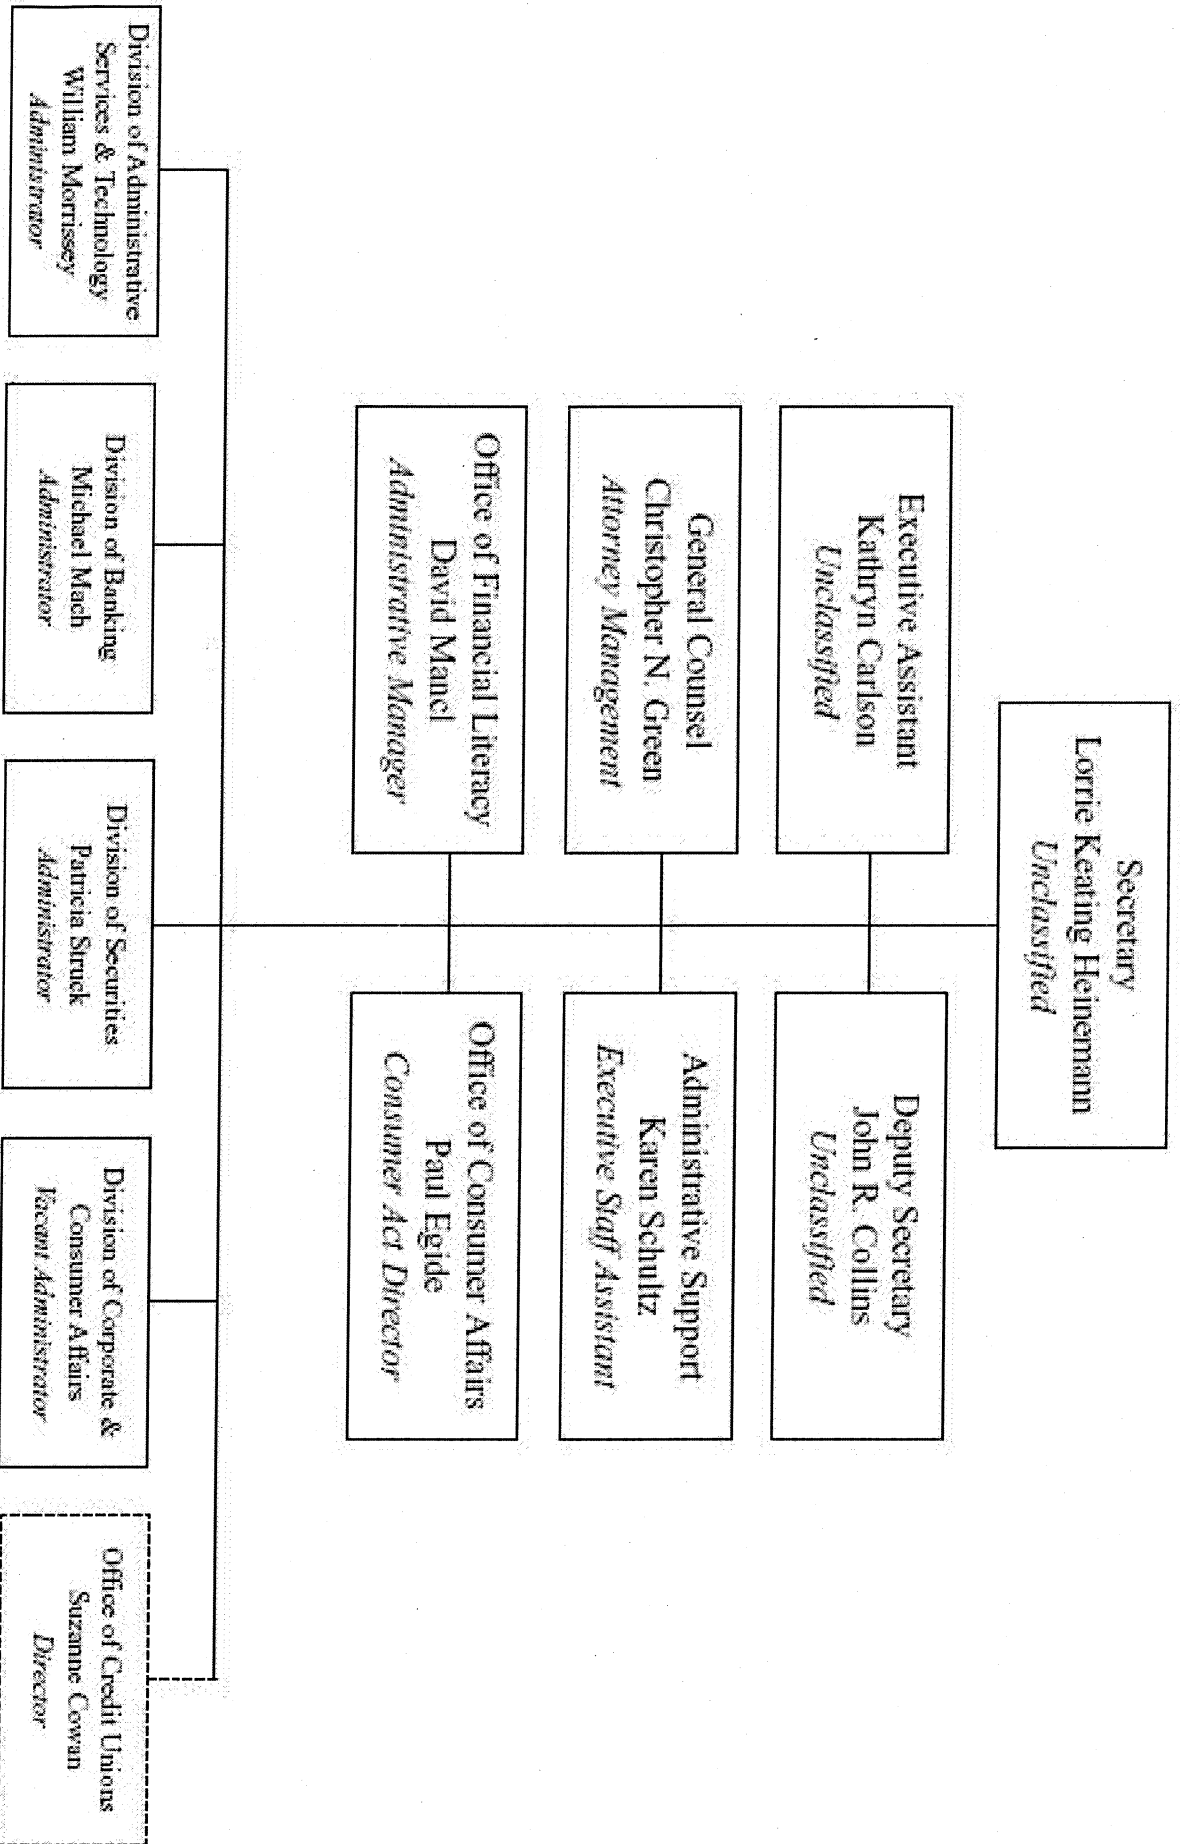 Secretary
Lorrie Keating Heinemann
Unclassified
Executive Assistant
Kathryn Carlson
Unclassified
Deputy Secretary
John R. Collins
Unclassified
General Counsel
Christopher N. Green
Attorney Management
Administrative Support
Karen Schultz
Executive Staff Assistant
Office of Financial Literacy
David Mancl
Administrative Manager
Office of Consumer Affairs
Paul Egide
Consumer Act Director
Division of Administrative
Services & Technology
William Morrissey
Administrator
Division of Banking
Michael Mach
Administrator
Division of Securities
Patricia Struck
Administrator
Division of Corporate &
Consumer Affairs
Vacant Administrator
Office of Credit Unions
Suzanne Cowan
Director